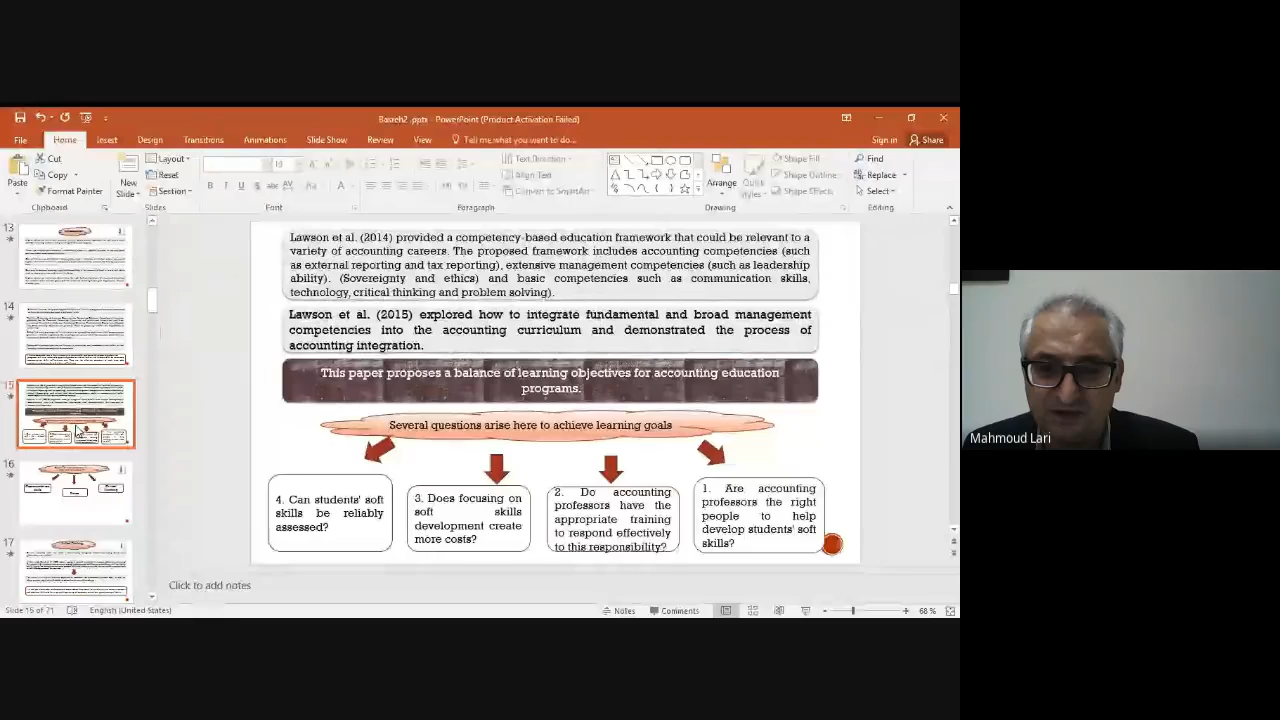 Basreh2 .pptx - PowerPoint (Product Activation Failed)
File Home Insert Design Transitions Animations Slide Show Review View Tell me what you want to do... Sign in Share
Paste
Cut
Copy
Format Painter
Clipboard
New
Slide
Layout
Reset
Section
Slides
B I U S abc AV Aa A
Font
Text Direction
Align Text
Convert to SmartArt
Paragraph
Arrange
Quick
Styles
Shape Fill
Shape Outline
Shape Effects
Drawing
Find
Replace
Select
Editing
13
14
15
16
17
Lawson et al. (2014) provided a competency-based education framework that could be relevant to a
variety of accounting careers. The proposed framework includes accounting competencies (such
as external reporting and tax reporting), extensive management competencies (such as leadership
ability). (Sovereignty and ethics) and basic competencies such as communication skills,
technology, critical thinking and problem solving).
Lawson et al. (2015) explored how to integrate fundamental and broad management
competencies into the accounting curriculum and demonstrated the process of
accounting integration.
This paper proposes a balance of learning objectives for accounting education
programs.
Several questions arise here to achieve learning goals
4. Can students' soft
skills be reliably
assessed?
3. Does focusing on
soft skills
development create
more costs?
2. Do accounting
professors have the
appropriate training
to respond effectively
to this responsibility?
1. Are accounting
professors the right
people to help
develop students' soft
skills?
Click to add notes
Slide 15 of 71 English (United States) Notes Comments 68 %
Mahmoud Lari